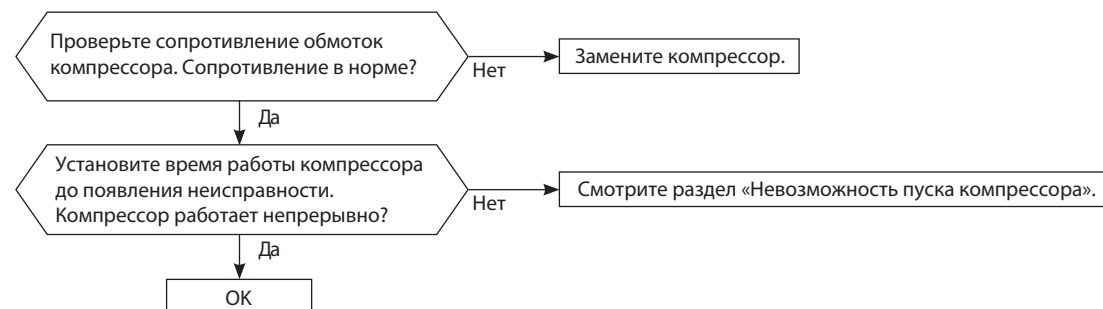 Проверьте сопротивление обмоток
компрессора. Сопротивление в норме?
Нет
Замените компрессор.
Да
Установите время работы компрессора
до появления неисправности.
Компрессор работает непрерывно?
Нет
Смотрите раздел «Невозможность пуска компрессора».
Да
OK